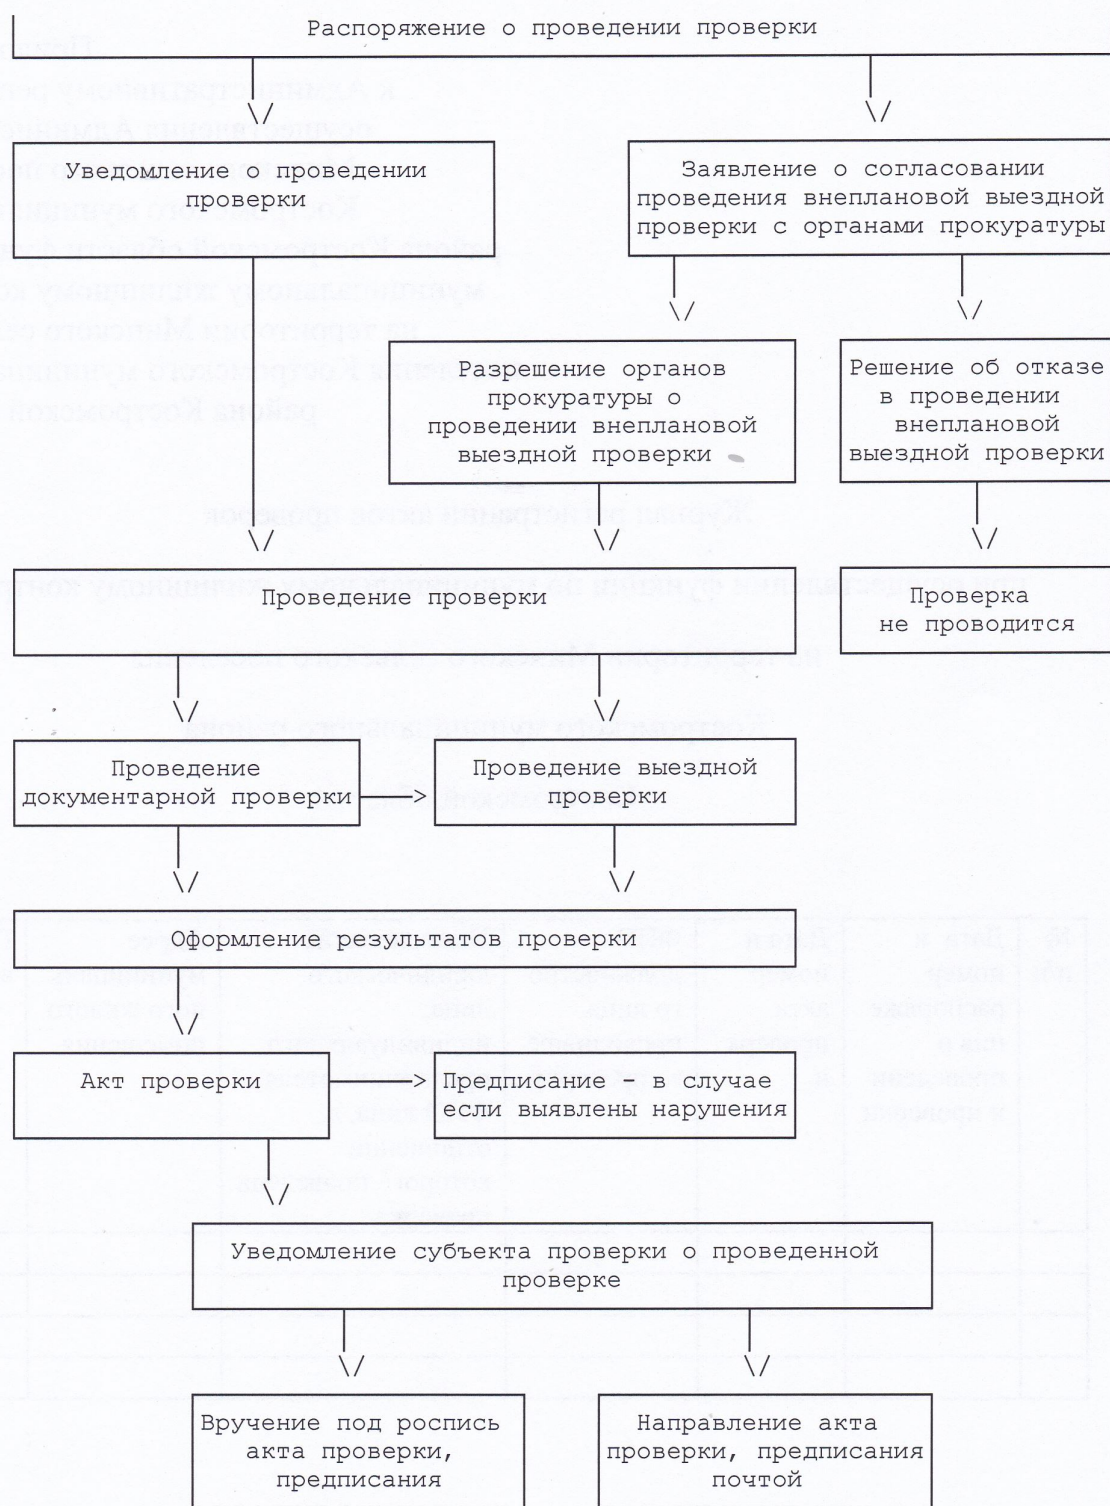 Распоряжение о проведении проверки
Уведомление о проведении
проверки
Заявление о согласовании
проведения внеплановой выездной
проверки с органами прокуратуры
Разрешение органов
прокуратуры о
проведении внеплановой
выездной проверки
Решение об отказе
в проведении
внеплановой
выездной проверки
Проведение проверки
Проверка
не проводится
Проведение
документарной проверки
Проведение выездной
проверки
Оформление результатов проверки
Акт проверки
Предписание - в случае
если выявлены нарушения
Уведомление субъекта проверки о проведенной
проверке
Вручение под роспись
акта проверки,
предписания
Направление акта
проверки, предписания
почтой